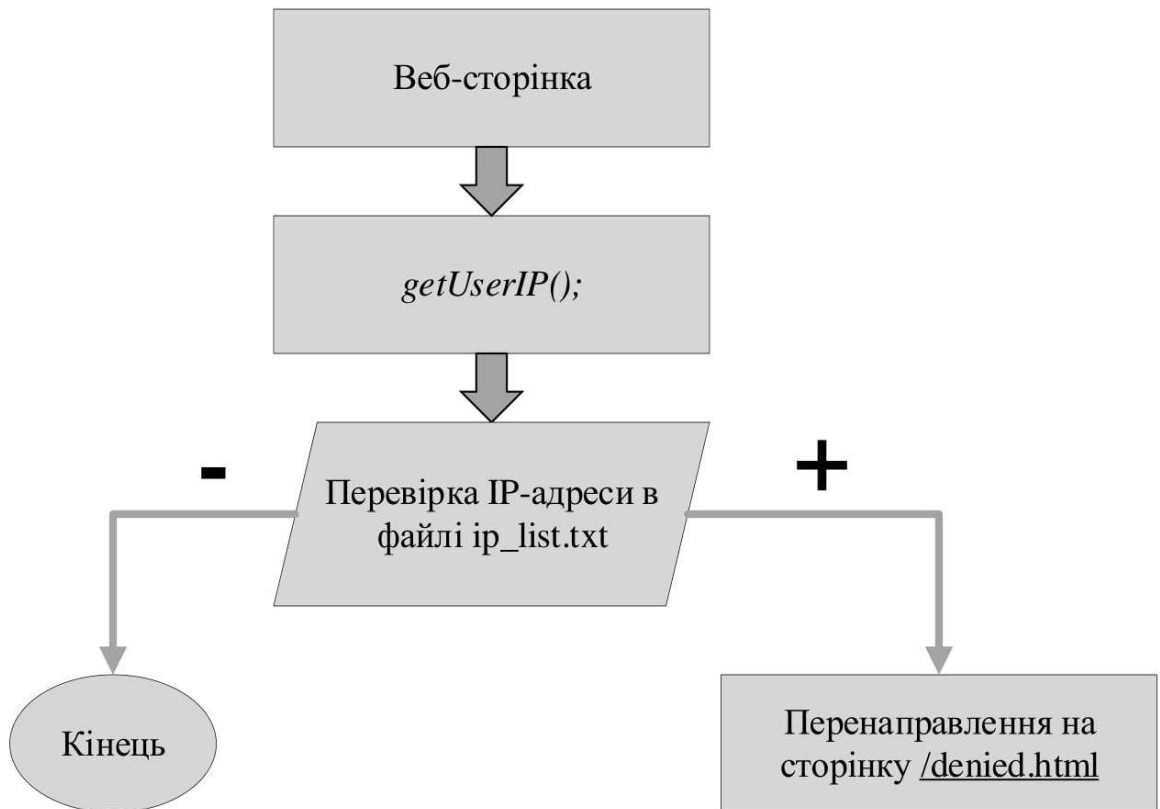 Веб-сторінка
getUserIP();
-
+
Перевірка IP-адреси в
файлі ip_list.txt
Кінець
Перенаправлення на
сторінку /denied.html